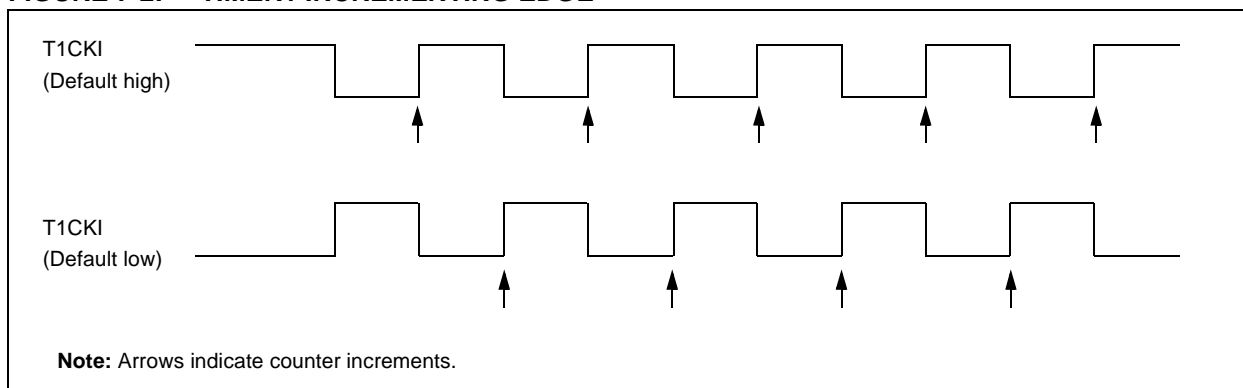 T1CKI
(Default high)
T1CKI
(Default low)
Note: Arrows indicate counter increments.